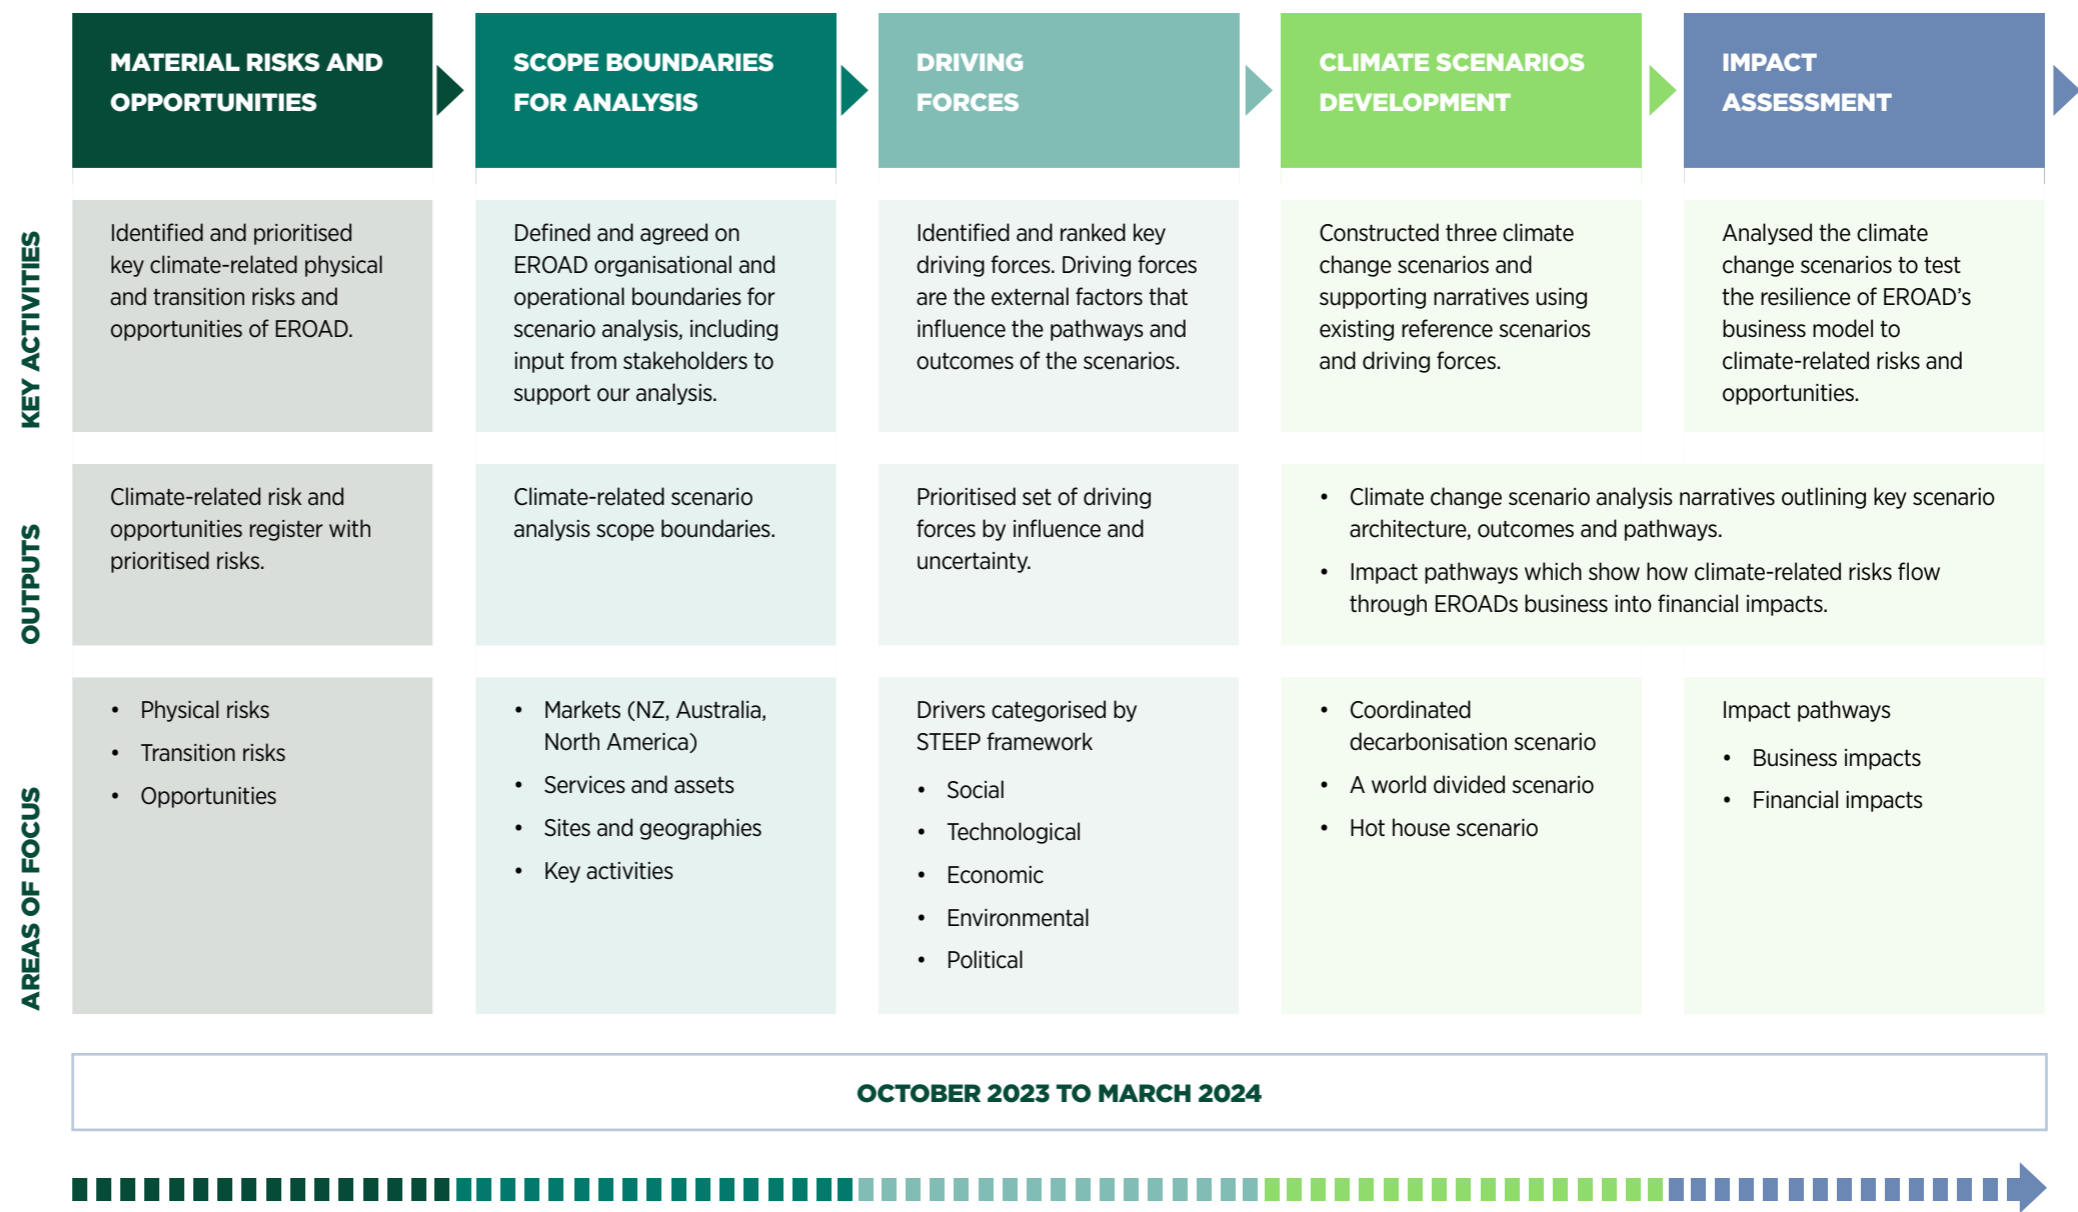 MATERIAL RISKS AND
OPPORTUNITIES
SCOPE BOUNDARIES
FOR ANALYSIS
DRIVING
FORCES
CLIMATE SCENARIOS
DEVELOPMENT
IMPACT
ASSESSMENT
KEY ACTIVITIES
Identified and prioritised
key climate-related physical
and transition risks and
opportunities of EROAD.
Defined and agreed on
EROAD organisational and
operational boundaries for
scenario analysis, including
input from stakeholders to
support our analysis.
Identified and ranked key
driving forces. Driving forces
are the external factors that
influence the pathways and
outcomes of the scenarios.
Constructed three climate
change scenarios and
supporting narratives using
existing reference scenarios
and driving forces.
Analysed the climate
change scenarios to test
the resilience of EROAD’s
business model to
climate-related risks and
opportunities.
OUTPUTS
Climate-related risk and
opportunities register with
prioritised risks.
Climate-related scenario
analysis scope boundaries.
Prioritised set of driving
forces by influence and
uncertainty.
• Climate change scenario analysis narratives outlining key scenario
architecture, outcomes and pathways.
• Impact pathways which show how climate-related risks flow
through EROADs business into financial impacts.
AREAS OF FOCUS
• Physical risks
• Transition risks
• Opportunities
• Markets (NZ, Australia,
North America)
• Services and assets
• Sites and geographies
• Key activities
Drivers categorised by
STEEP framework
• Social
• Technological
• Economic
• Environmental
• Political
• Coordinated
decarbonisation scenario
• A world divided scenario
• Hot house scenario
Impact pathways
• Business impacts
• Financial impacts
OCTOBER 2023 TO MARCH 2024